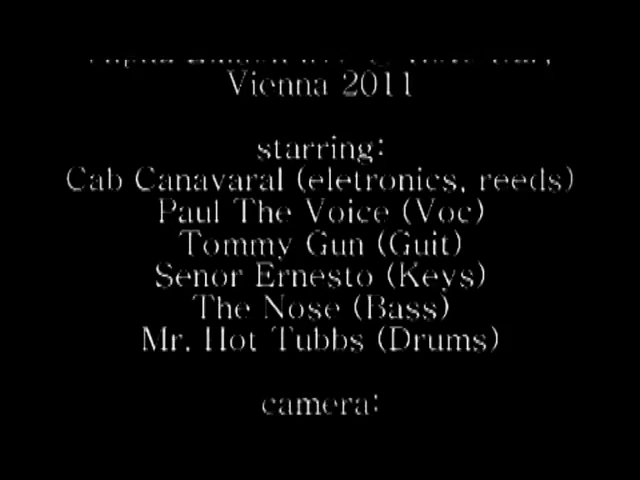 Vienna 2011
starring:
Cab Canavaral (eletronics, reeds)
Paul The Voice (Voc)
Tommy Gun (Guit)
Senor Ernesto (Keys)
The Nose (Bass)
Mr. Hot Tubbs (Drums)
camera: